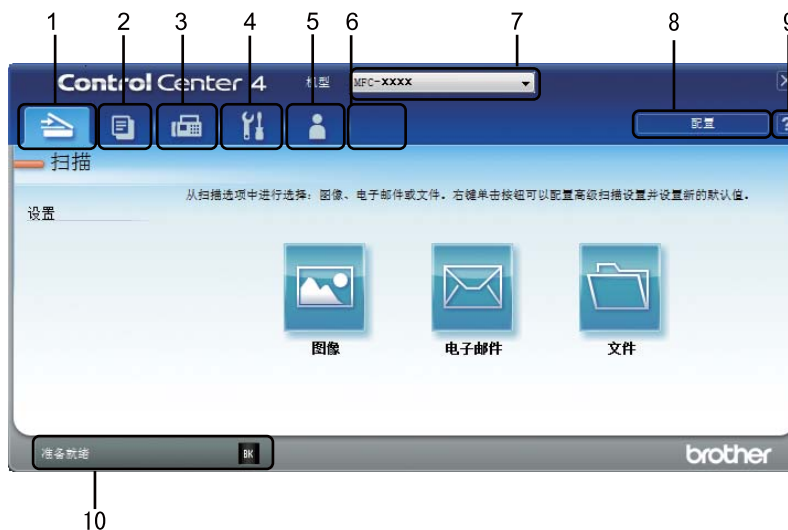 1 2 3 4 5 6 7 8 9
ControlCenter 4 机型 MFC-XXXX
配置 ?
扫描
从扫描选项中进行选择：图像、电子邮件或文件。右键单击按钮可以配置高级扫描设置并设置新的默认值。
设置
图像 电子邮件 文件
准备就绪 BK brother
10